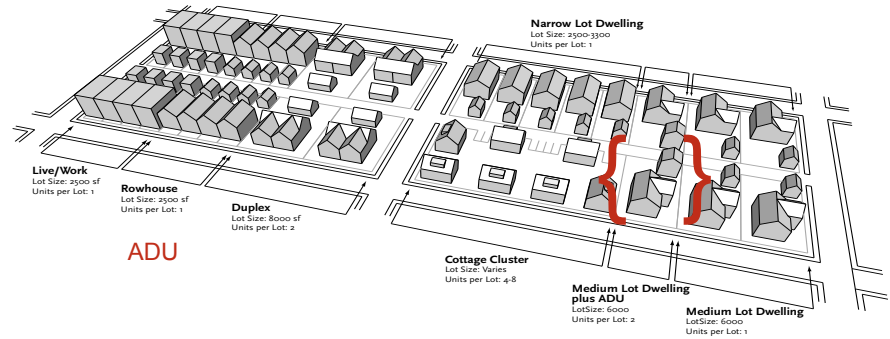 Narrow Lot Dwelling
Lot Size: 2500-3300
Units per Lot: 1
Live/Work
Lot Size: 2500 sf
Units per Lot: 1
Rowhouse
Lot Size: 2500 sf
Units per Lot: 1
Duplex
Lot Size: 8000 sf
Units per Lot: 2
ADU
Cottage Cluster
Lot Size: Varies
Units per Lot: 4-8
Medium Lot Dwelling
plus ADU
LotSize: 6000
Units per Lot: 2
Medium Lot Dwelling
LotSize: 6000
Units per Lot: 1